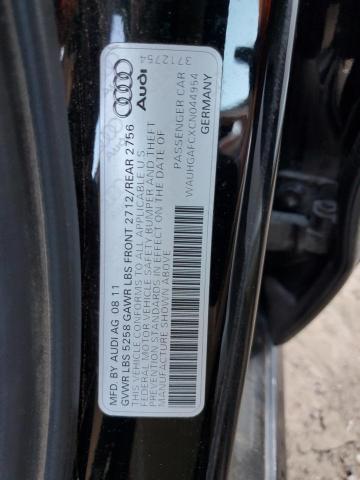 Audi
3712754
MFD. BY AUDI AG 08 11
GVWR LBS 5258 GAWR LBS FRONT 2712/REAR 2756
THIS VEHICLE CONFORMS TO ALL APPLICABLE U S
FEDERAL MOTOR VEHICLE SAFETY BUMPER AND THEFT
PREVENTION STANDARDS IN EFFECT ON THE DATE OF
MANUFACTURE SHOWN ABOVE
PASSENGER CAR
WAUHGAFCXCN044954
GERMANY